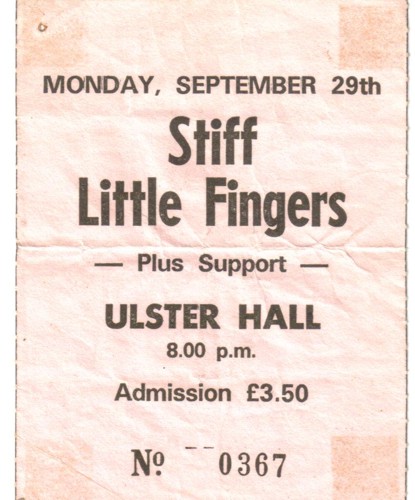 MONDAY, SEPTEMBER 29th
Stiff
Little Fingers
— Plus Support —
ULSTER HALL
8.00 p.m.
Admission £3.50
Nº -- 0367